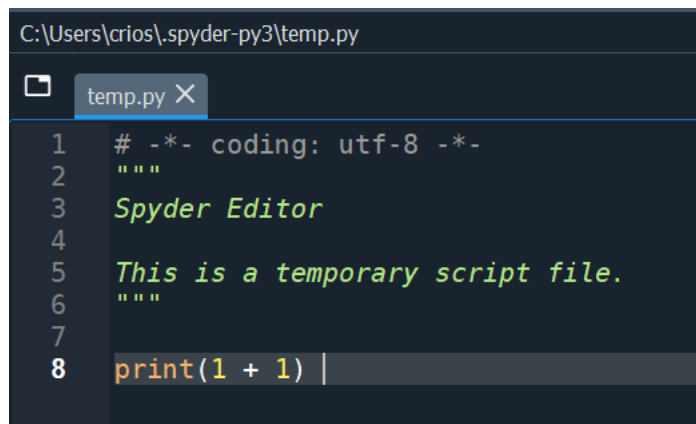 C:\Users\crios\.spyder-py3\temp.py
temp.py
1 # -*- coding: utf-8 -*-
2 """
3 Spyder Editor
4
5 This is a temporary script file.
6 """
7
8 print(1 + 1)